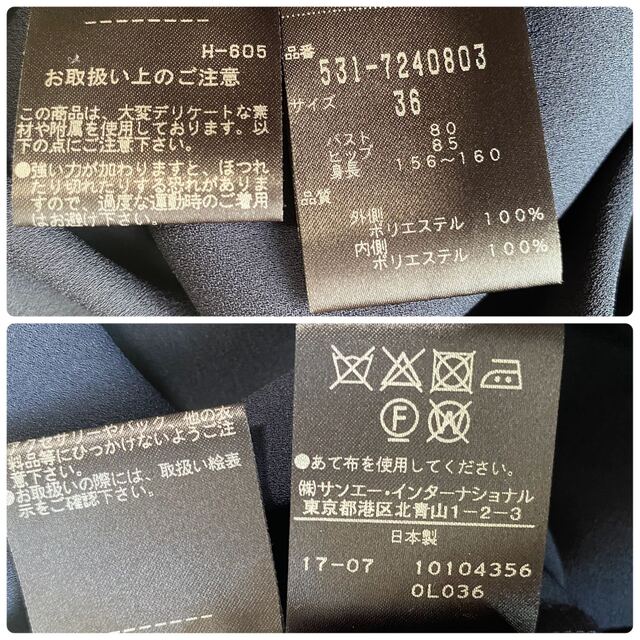 H-605
お取扱い上のご注意
この商品は、大変デリケートな素
材や附属を使用しております。以
下の点にご注意下さい。
●強い力が加わりますと、ほつれ
たり切れたりする恐れがありま
すので、過度な運動時のご着用
はお避け下さい。
品番
531-7240803
サイズ
36
バスト 80
ヒップ 85
身長 156〜160
品質
外側
ポリエステル 100%
内側
ポリエステル 100%
クセサリーやバッグ、他の衣
料品等にひっかけないようご注
意下さい。
●お取扱いの際には、取扱い絵表
示をご確認下さい。
F
W
●あて布を使用してください。
㈱サンエー・インターナショナル
東京都港区北青山1-2-3
日本製
17-07 10104356
0L036